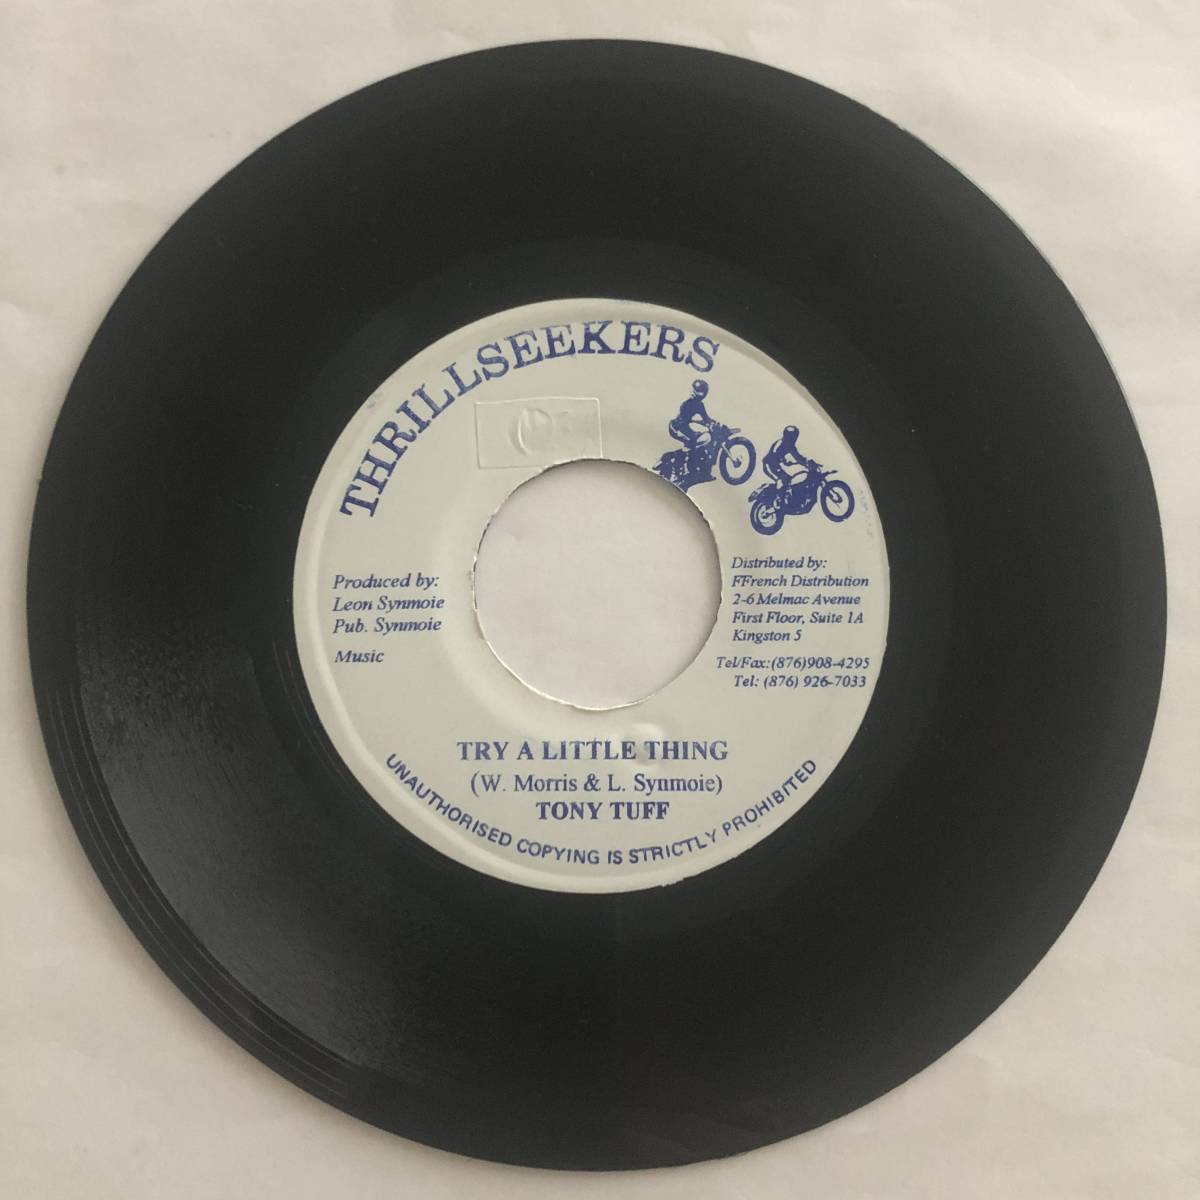 THRILLSEEKERS
Produced by:
Leon Synmoie
Pub. Synmoie
Music
Distributed by:
FFrench Distribution
2-6 Melmac Avenue
First Floor, Suite 1A
Kingston 5
Tel/Fax:(876)908-4295
Tel: (876) 926-7033
TRY A LITTLE THING
(W. Morris & L. Synmoie)
TONY TUFF
UNAUTHORISED COPYING IS STRICTLY PROHIBITED